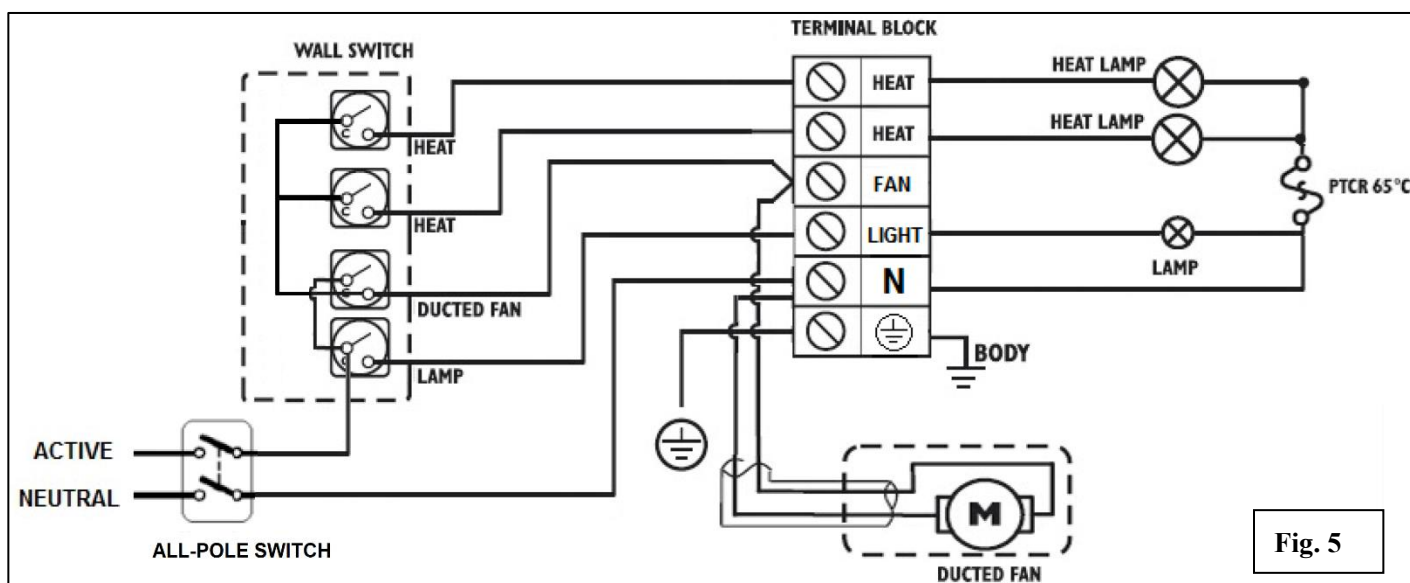 TERMINAL BLOCK
WALL SWITCH
HEAT LAMP
HEAT
C
HEAT
HEAT LAMP
HEAT
C
HEAT
FAN
PTCR 65°C
LIGHT
LAMP
C
DUCTED FAN
N
C
LAMP
BODY
ACTIVE
NEUTRAL
ALL-POLE SWITCH
M
DUCTED FAN
Fig. 5